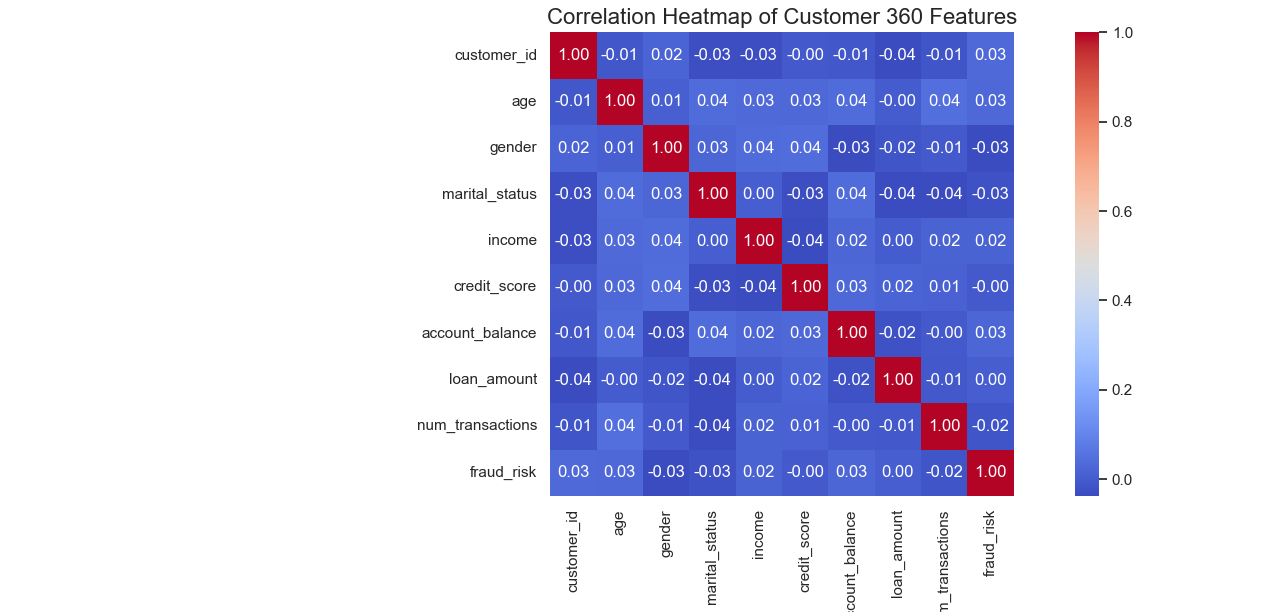 Correlation Heatmap of Customer 360 Features
customer_id 1.00 -0.01 0.02 -0.03 -0.03 -0.00 -0.01 -0.04 -0.01 0.03
age -0.01 1.00 0.01 0.04 0.03 0.03 0.04 -0.00 0.04 0.03
gender 0.02 0.01 1.00 0.03 0.04 0.04 -0.03 -0.02 -0.01 -0.03
marital_status -0.03 0.04 0.03 1.00 0.00 -0.03 0.04 -0.04 -0.04 -0.03
income -0.03 0.03 0.04 0.00 1.00 -0.04 0.02 0.00 0.02 0.02
credit_score -0.00 0.03 0.04 -0.03 -0.04 1.00 0.03 0.02 0.01 -0.00
account_balance -0.01 0.04 -0.03 0.04 0.02 0.03 1.00 -0.02 -0.00 0.03
loan_amount -0.04 -0.00 -0.02 -0.04 0.00 0.02 -0.02 1.00 -0.01 0.00
num_transactions -0.01 0.04 -0.01 -0.04 0.02 0.01 -0.00 -0.01 1.00 -0.02
fraud_risk 0.03 0.03 -0.03 -0.03 0.02 -0.00 0.03 0.00 -0.02 1.00
customer_id
age
gender
marital_status
income
credit_score
ccount_balance
loan_amount
m_transactions
fraud_risk
1.0
0.8
0.6
0.4
0.2
0.0